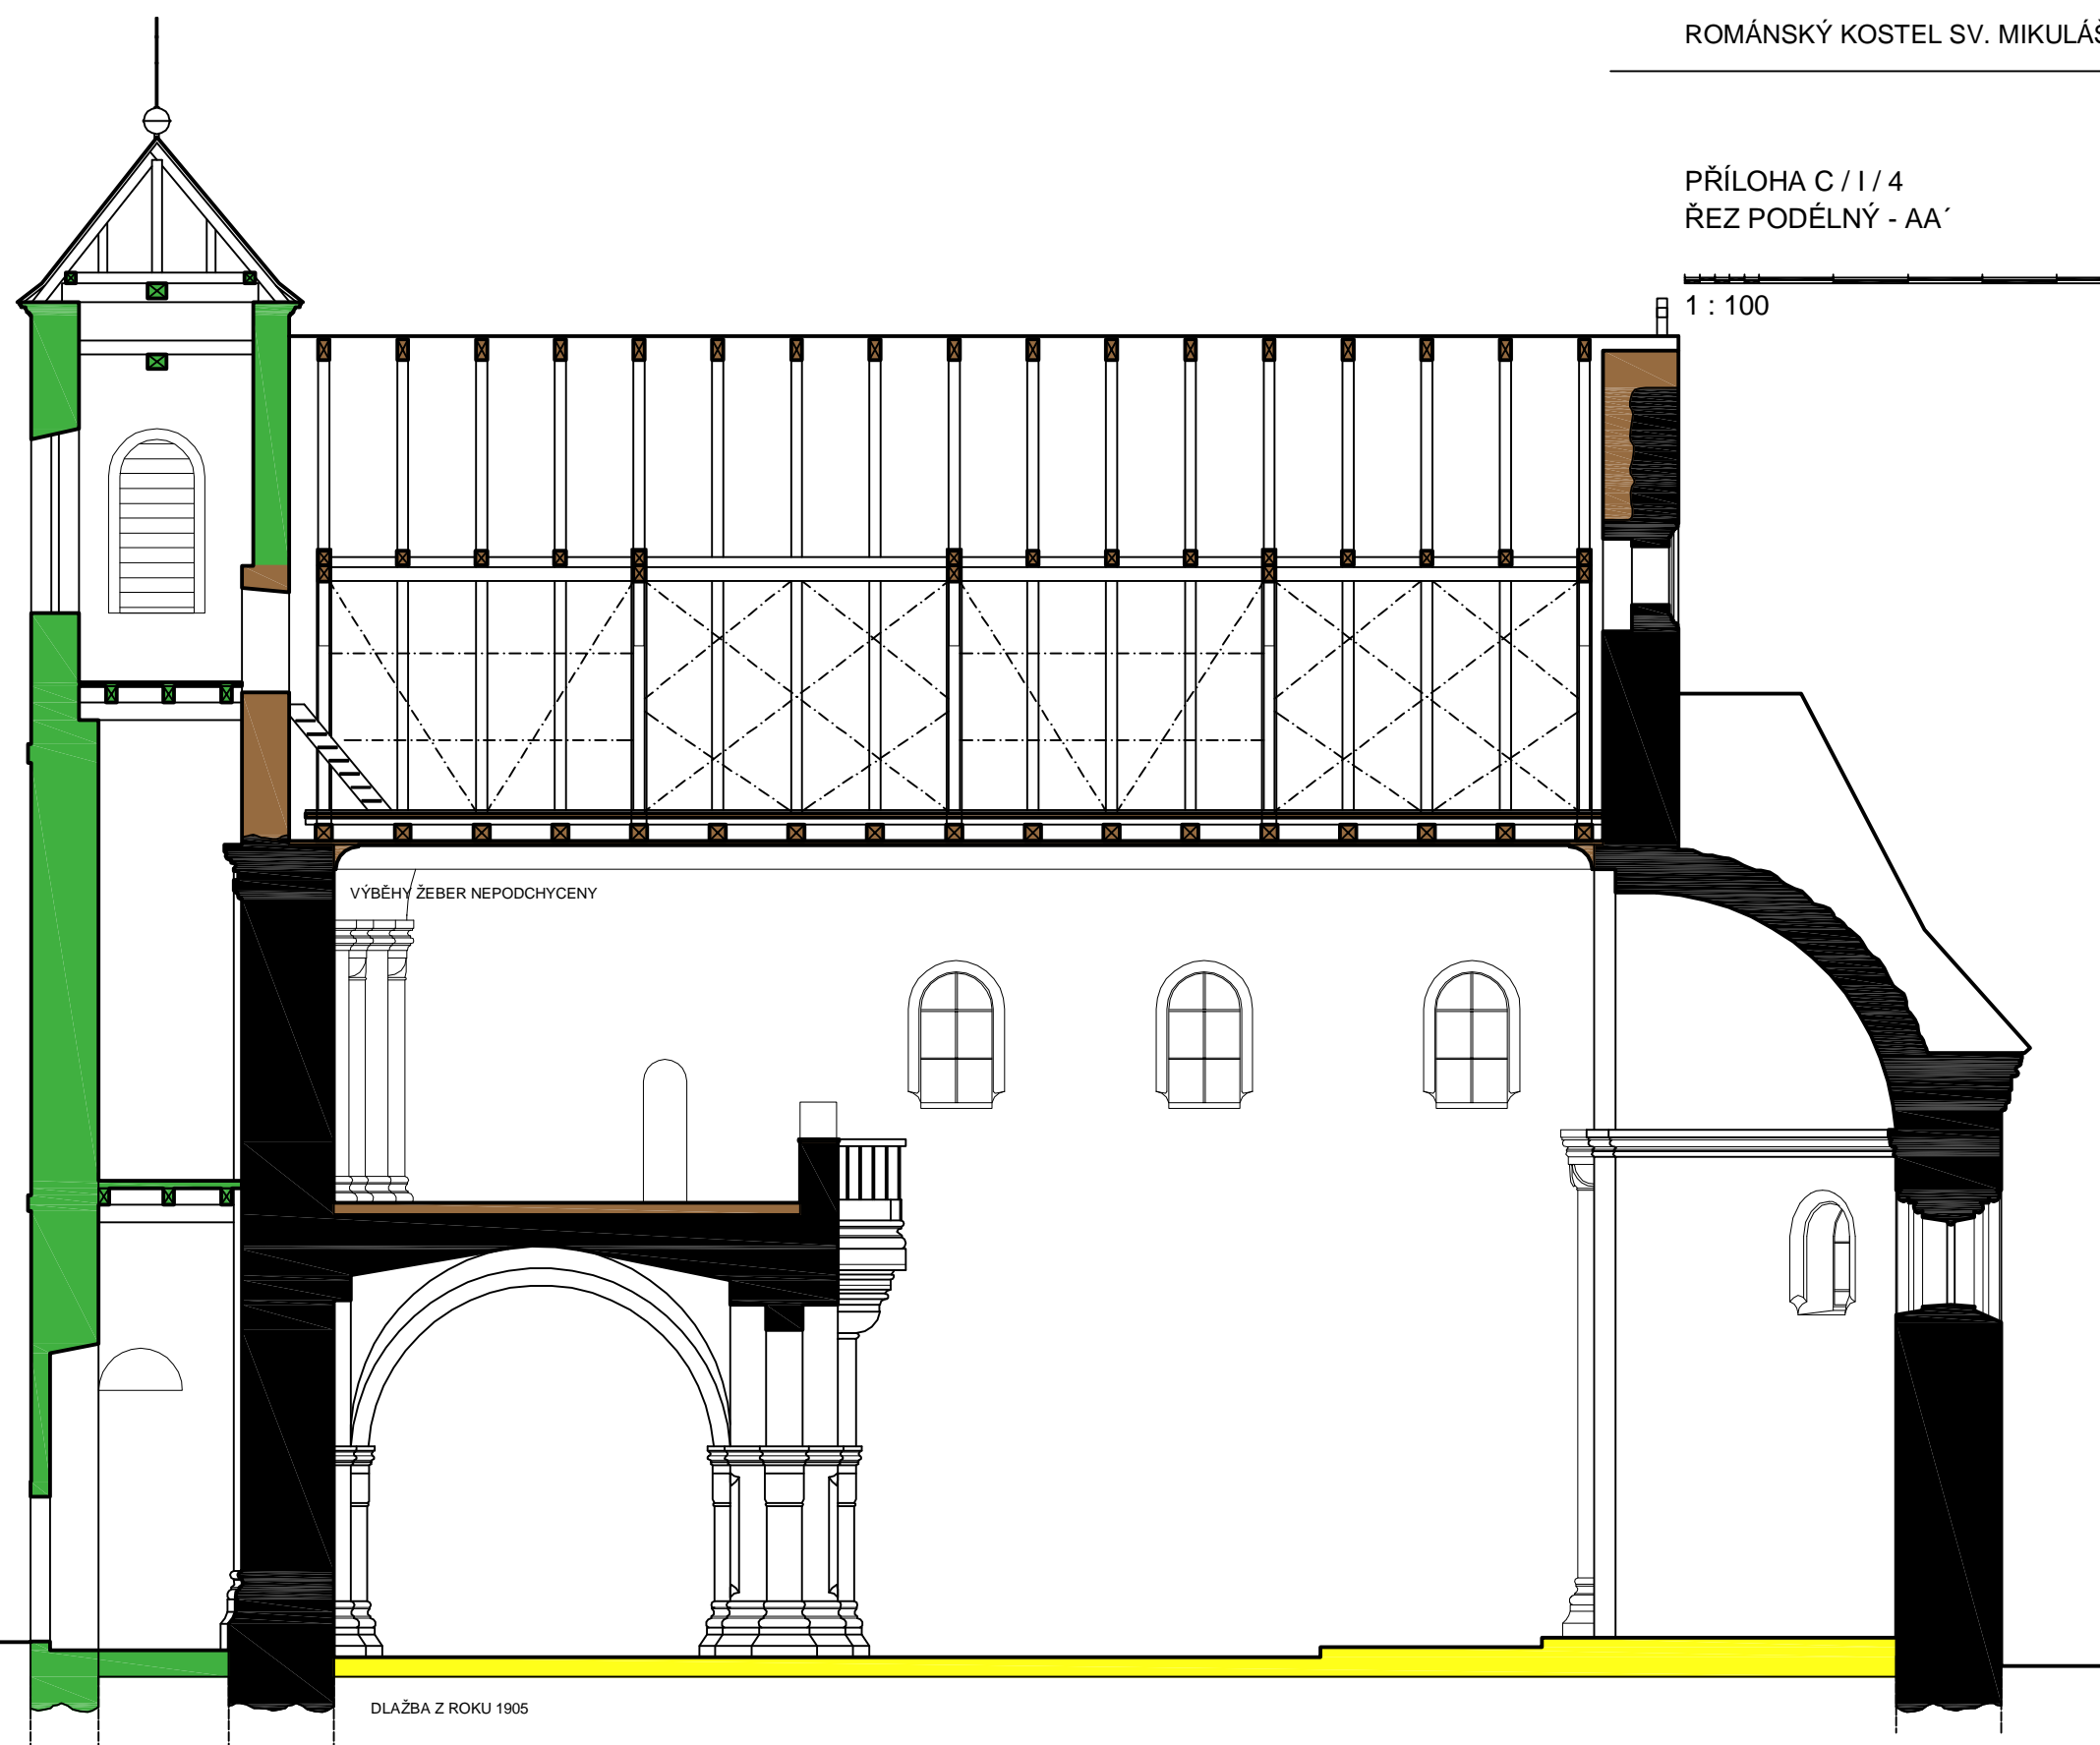 ROMÁNSKÝ KOSTEL SV. MIKULÁŠ
PŘÍLOHA C / I / 4
ŘEZ PODÉLNÝ - AA´
1 : 100
VÝBĚHY ŽEBER NEPODCHYCENY
DLAŽBA Z ROKU 1905